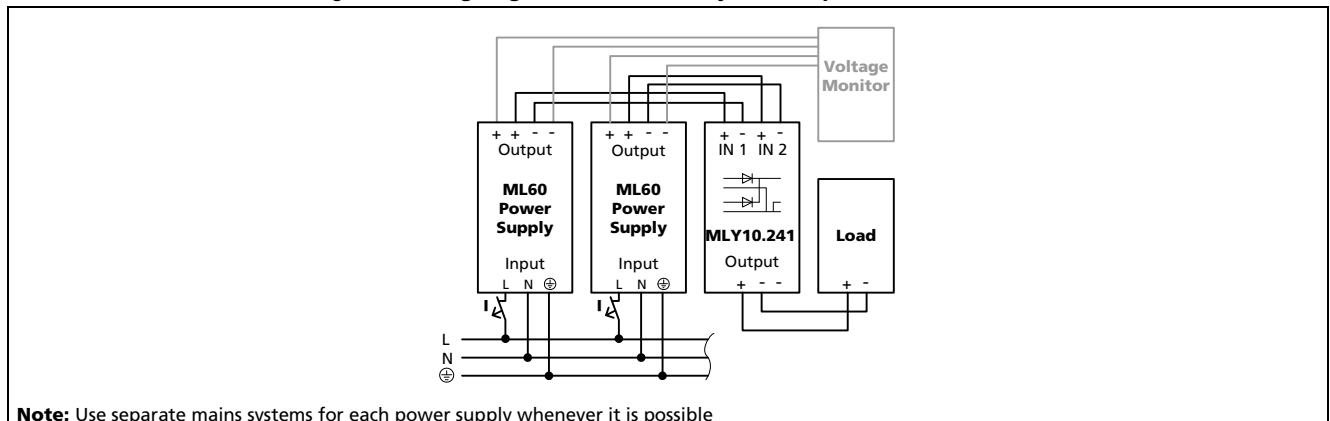 Voltage
Monitor
+ + - -
Output
ML60
Power
Supply
Input
L N ⏚
I
+ + - -
Output
ML60
Power
Supply
Input
L N ⏚
I
+ - + -
IN 1 IN 2
MLY10.241
Output
+ - -
Load
+ -
L
N
⏚
Note: Use separate mains systems for each power supply whenever it is possible